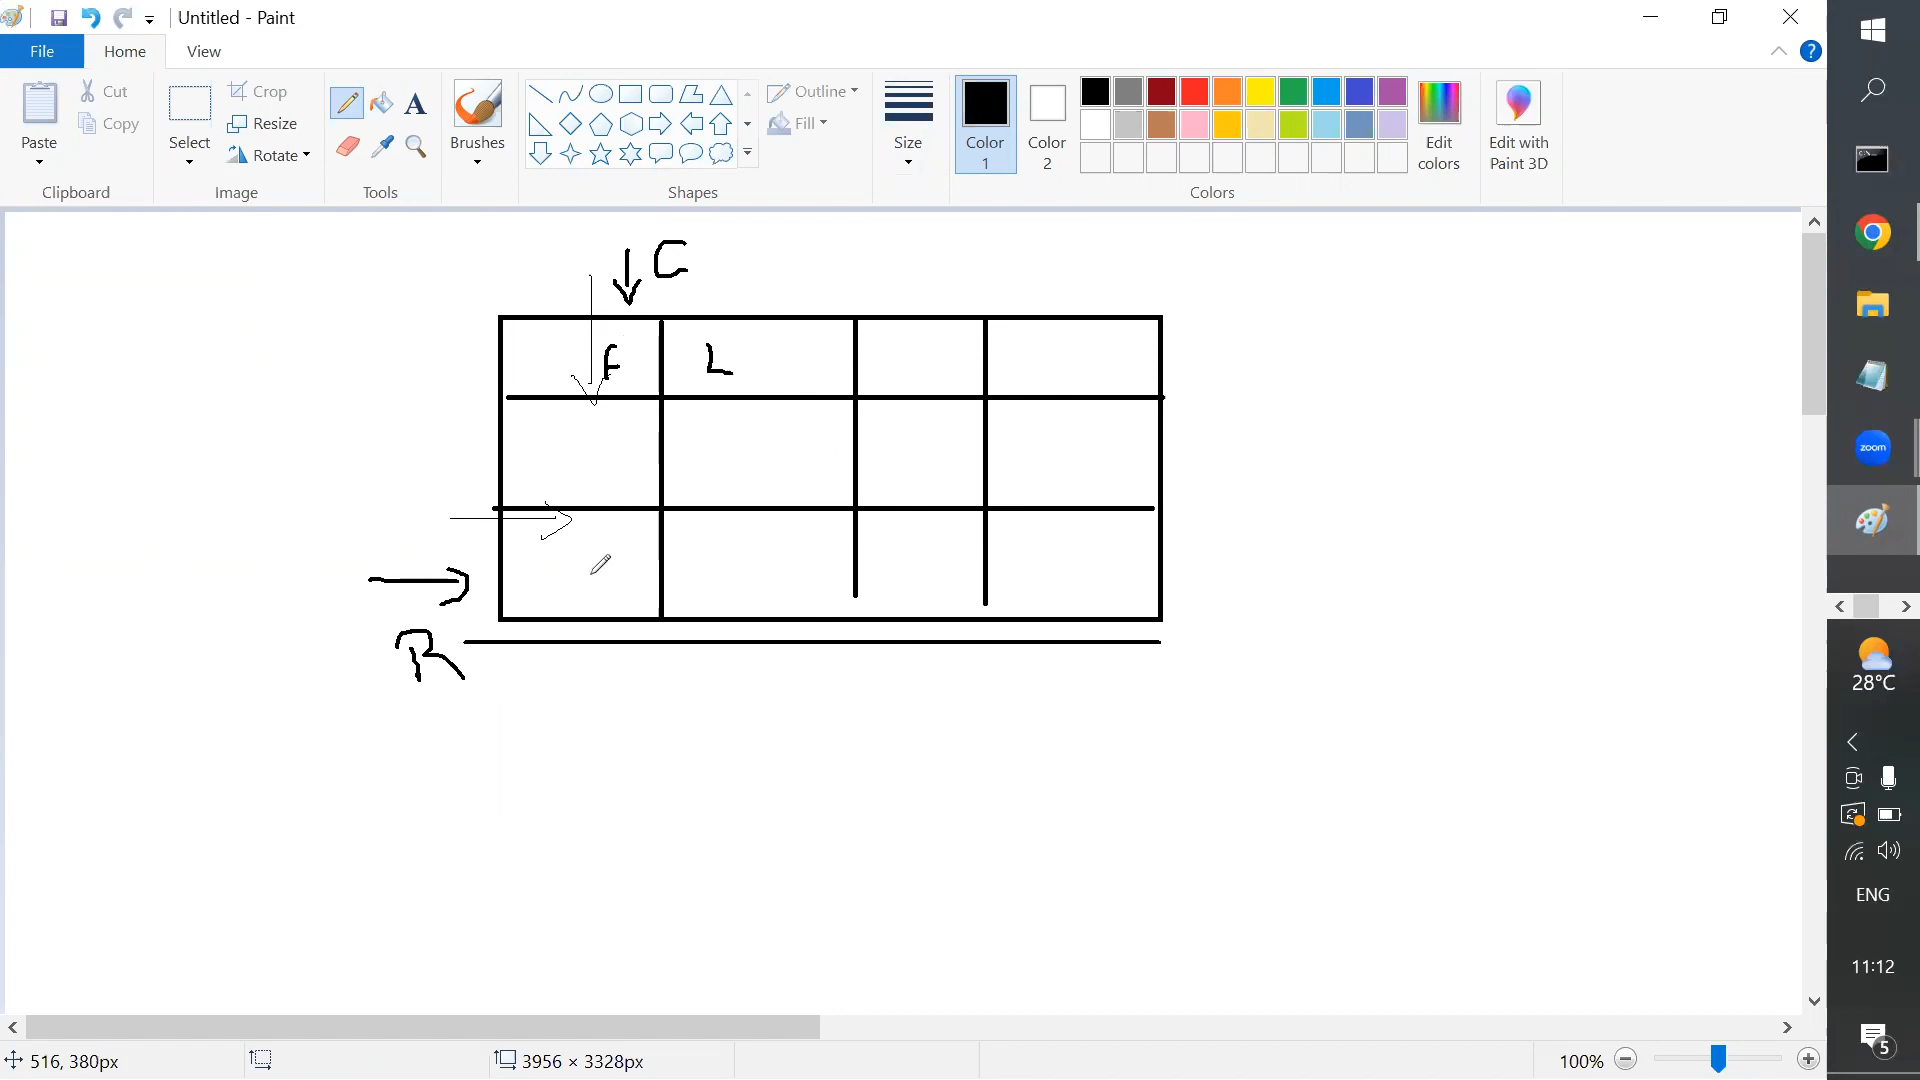 Untitled - Paint
File
Home
View
?
Paste
Cut
Copy
Clipboard
Select
Crop
Resize
Rotate
Image
A
Tools
Brushes
Outline
Fill
Shapes
Size
Color
1
Color
2
Edit
colors
Colors
Edit with
Paint 3D
C
F
L
R
zoom
28°C
ENG
11:12
5
516, 380px
3956 × 3328px
100%